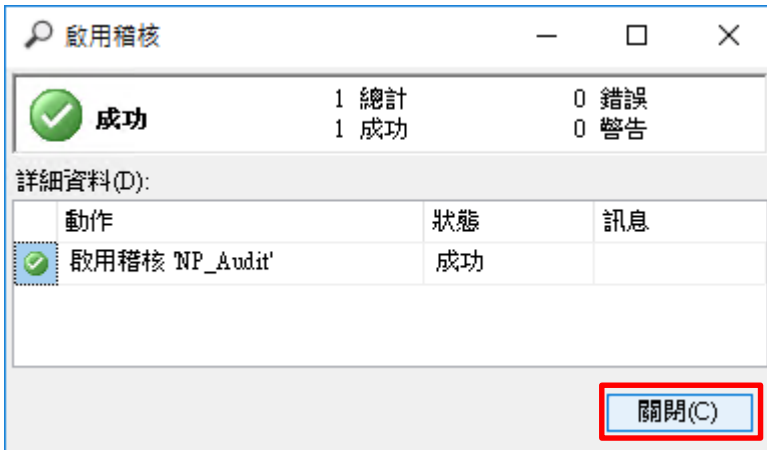 啟用稽核
成功
1 總計
0 錯誤
1 成功
0 警告
詳細資料(D):
動作 狀態 訊息
啟用稽核 'NP_Audit' 成功
關閉(C)